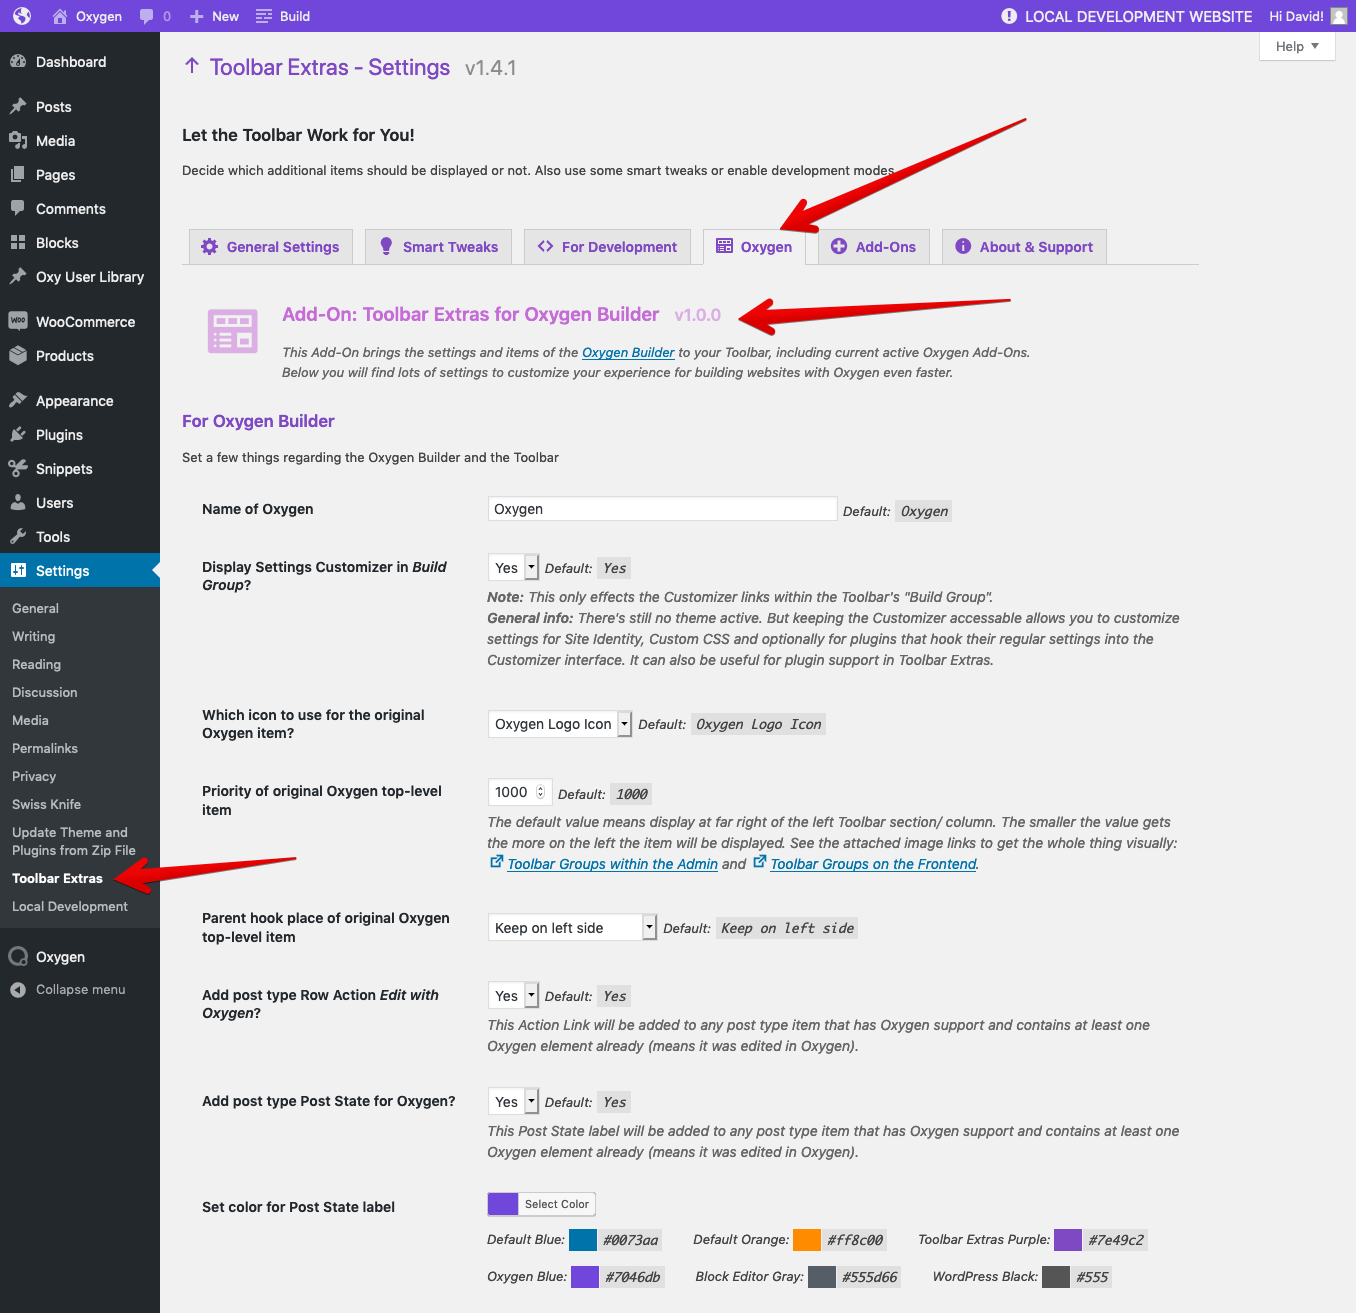 Oxygen
0
New
Build
LOCAL DEVELOPMENT WEBSITE
Hi David!
Help
Dashboard
Posts
Media
Pages
Comments
Blocks
Oxy User Library
WooCommerce
Products
Appearance
Plugins
Snippets
Users
Tools
Settings
General
Writing
Reading
Discussion
Media
Permalinks
Privacy
Swiss Knife
Update Theme and
Plugins from Zip File
Toolbar Extras
Local Development
Oxygen
Collapse menu
Toolbar Extras - Settings v1.4.1
Let the Toolbar Work for You!
Decide which additional items should be displayed or not. Also use some smart tweaks or enable development modes
General Settings
Smart Tweaks
For Development
Oxygen
Add-Ons
About & Support
Add-On: Toolbar Extras for Oxygen Builder v1.0.0
This Add-On brings the settings and items of the Oxygen Builder to your Toolbar, including current active Oxygen Add-Ons.
Below you will find lots of settings to customize your experience for building websites with Oxygen even faster.
For Oxygen Builder
Set a few things regarding the Oxygen Builder and the Toolbar
Name of Oxygen
Oxygen
Default: Oxygen
Display Settings Customizer in Build
Group?
Yes
Default: Yes
Note: This only effects the Customizer links within the Toolbar's "Build Group".
General info: There's still no theme active. But keeping the Customizer accessable allows you to customize
settings for Site Identity, Custom CSS and optionally for plugins that hook their regular settings into the
Customizer interface. It can also be useful for plugin support in Toolbar Extras.
Which icon to use for the original
Oxygen item?
Oxygen Logo Icon
Default: Oxygen Logo Icon
Priority of original Oxygen top-level
item
1000
Default: 1000
The default value means display at far right of the left Toolbar section/ column. The smaller the value gets
the more on the left the item will be displayed. See the attached image links to get the whole thing visually:
Toolbar Groups within the Admin and Toolbar Groups on the Frontend.
Parent hook place of original Oxygen
top-level item
Keep on left side
Default: Keep on left side
Add post type Row Action Edit with
Oxygen?
Yes
Default: Yes
This Action Link will be added to any post type item that has Oxygen support and contains at least one
Oxygen element already (means it was edited in Oxygen).
Add post type Post State for Oxygen?
Yes
Default: Yes
This Post State label will be added to any post type item that has Oxygen support and contains at least one
Oxygen element already (means it was edited in Oxygen).
Set color for Post State label
Select Color
Default Blue: #0073aa
Default Orange: #ff8c00
Toolbar Extras Purple: #7e49c2
Oxygen Blue: #7046db
Block Editor Gray: #555d66
WordPress Black: #555